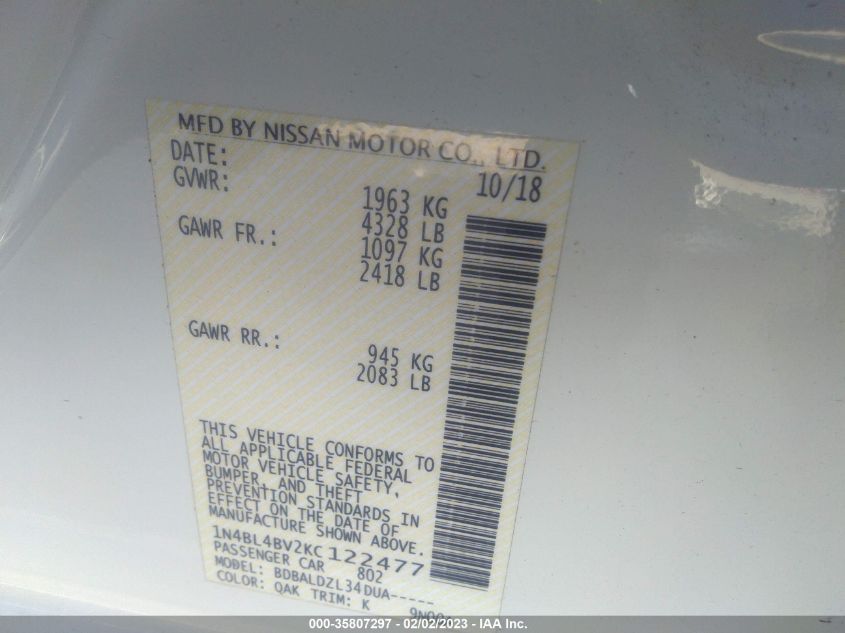 MFD BY NISSAN MOTOR CO., LTD.
DATE: 10/18
GVWR: 1963 KG
4328 LB
GAWR FR.: 1097 KG
2418 LB
GAWR RR.: 945 KG
2083 LB
THIS VEHICLE CONFORMS TO
ALL APPLICABLE FEDERAL
MOTOR VEHICLE SAFETY,
BUMPER, AND THEFT
PREVENTION STANDARDS IN
EFFECT ON THE DATE OF
MANUFACTURE SHOWN ABOVE.
1N4BL4BV2KC122477
PASSENGER CAR 802
MODEL: BDBALDZL34DUA-----
COLOR: QAK TRIM: K
000-35807297 - 02/02/2023 - IAA Inc.